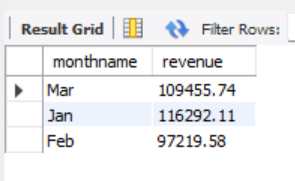 Result Grid Filter Rows:
monthname revenue
Mar 109455.74
Jan 116292.11
Feb 97219.58